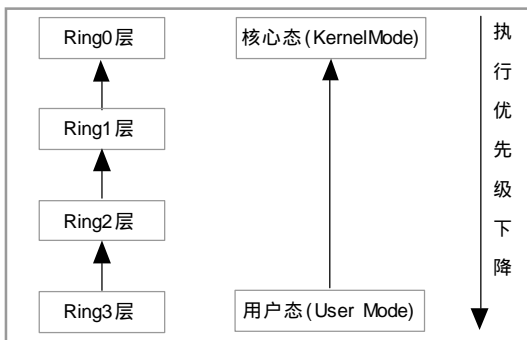 Ring0层
Ring1层
Ring2层
Ring3层
核心态(KernelMode)
用户态(User Mode)
执行优先级下降